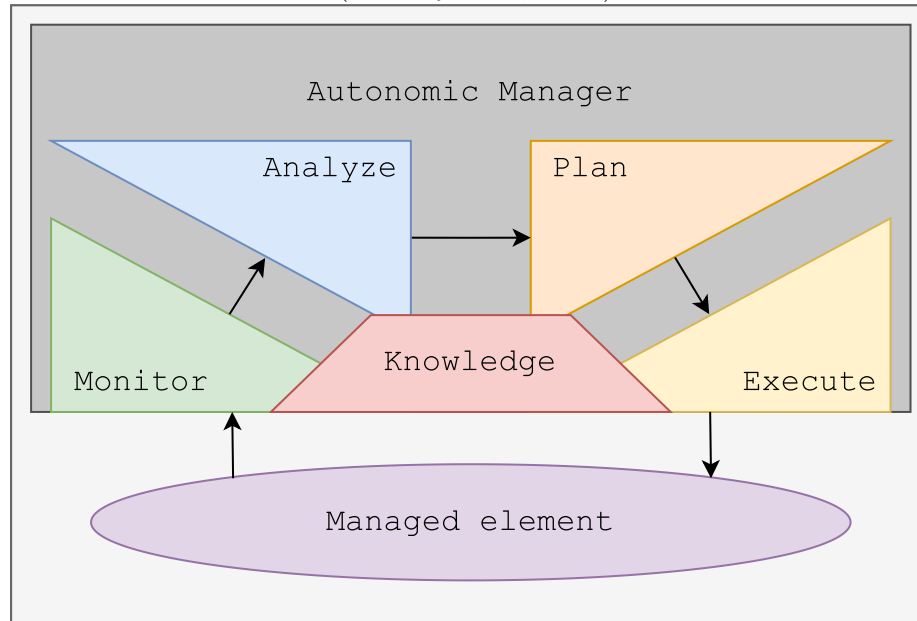 Autonomic Manager
Analyze
Plan
Monitor
Knowledge
Execute
Managed element